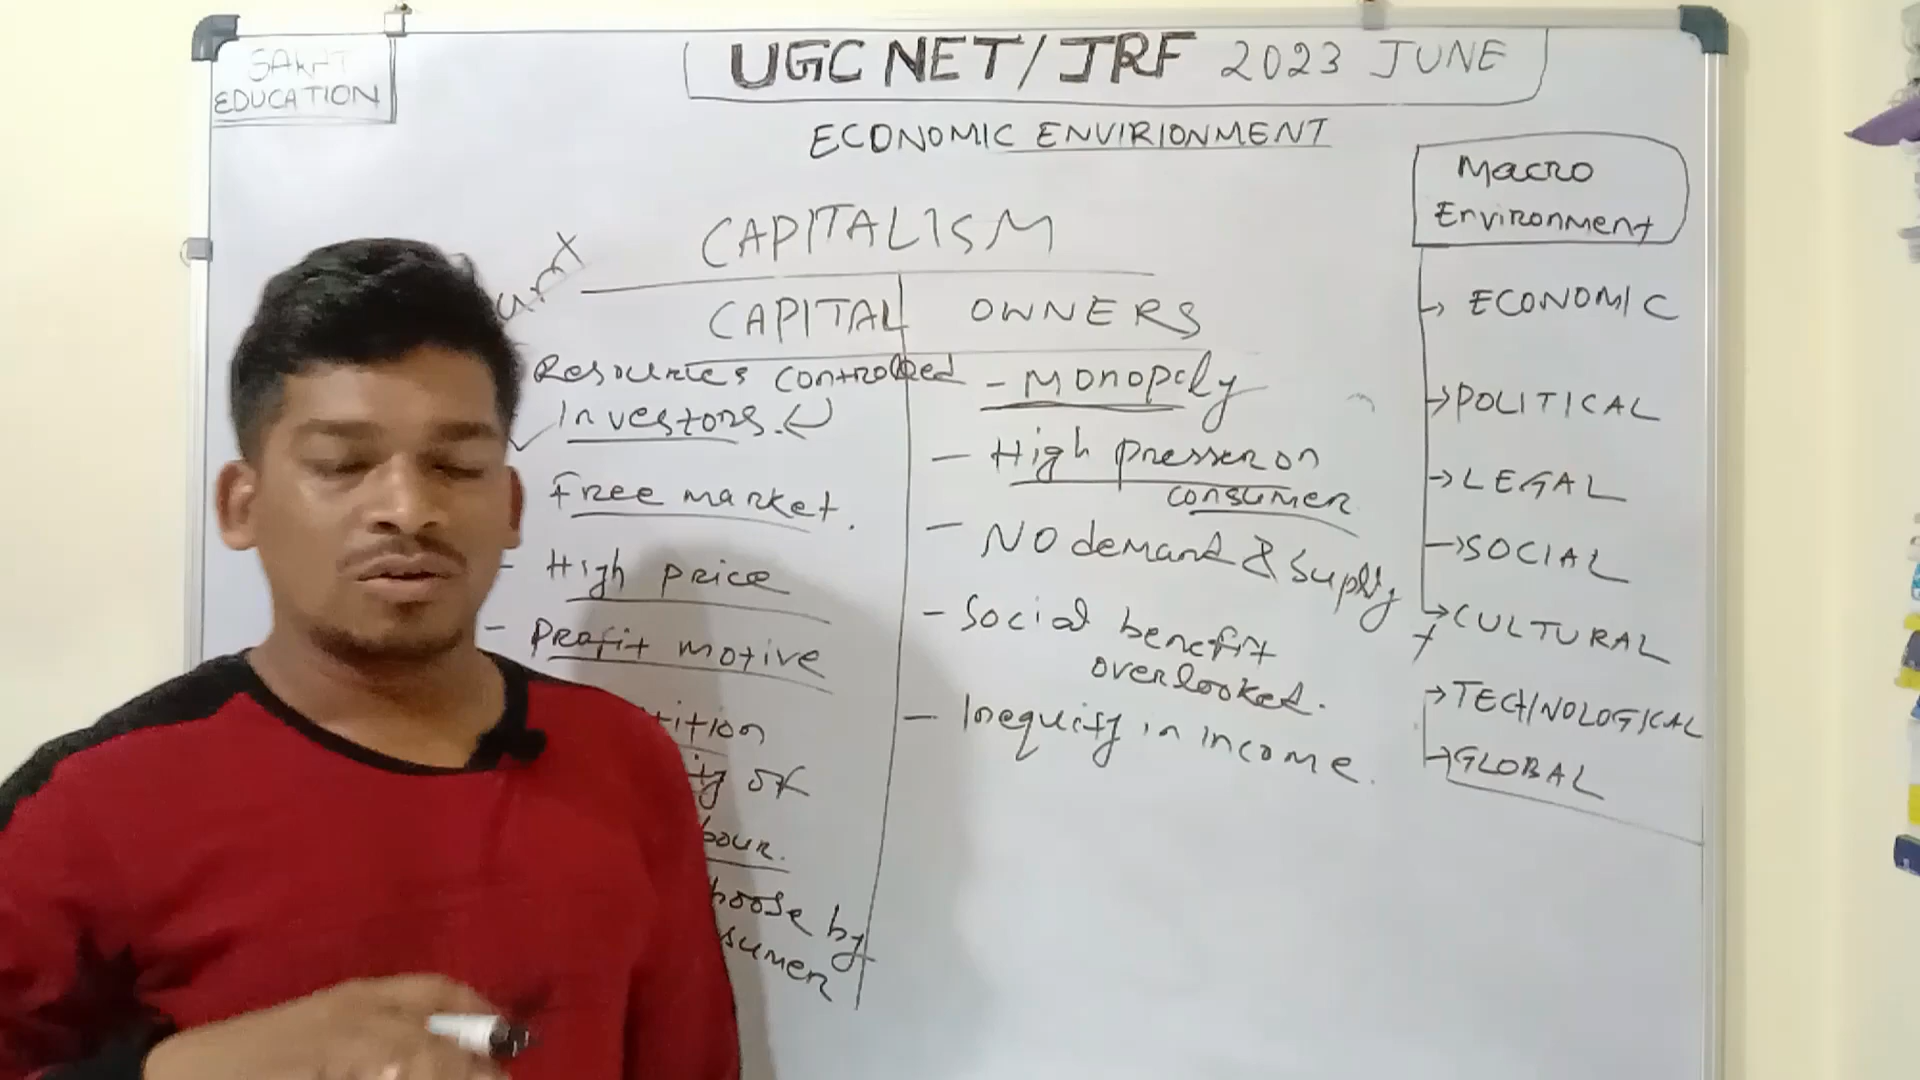 SAKHT
EDUCATION
UGC NET/JRF 2023 JUNE
ECONOMIC ENVIRIONMENT
CAPITALISM
CAPITAL OWNERS
Resources controlled
Investors.
Free market.
- High price
- Profit motive
tition
ity of
bour.
hoose by
sumer
- Monopoly
- High presser on
consumer
- NO demand & supply
- Social benefit
overlooked.
- Inequity in income.
Macro
Environment
→ ECONOMIC
→ POLITICAL
→ LEGAL
→ SOCIAL
→ CULTURAL
→ TECHNOLOGICAL
→ GLOBAL